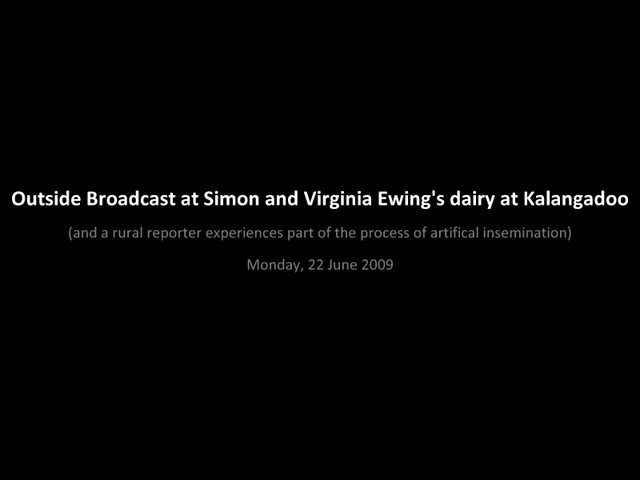 Outside Broadcast at Simon and Virginia Ewing's dairy at Kalangadoo
(and a rural reporter experiences part of the process of artifical insemination)
Monday, 22 June 2009